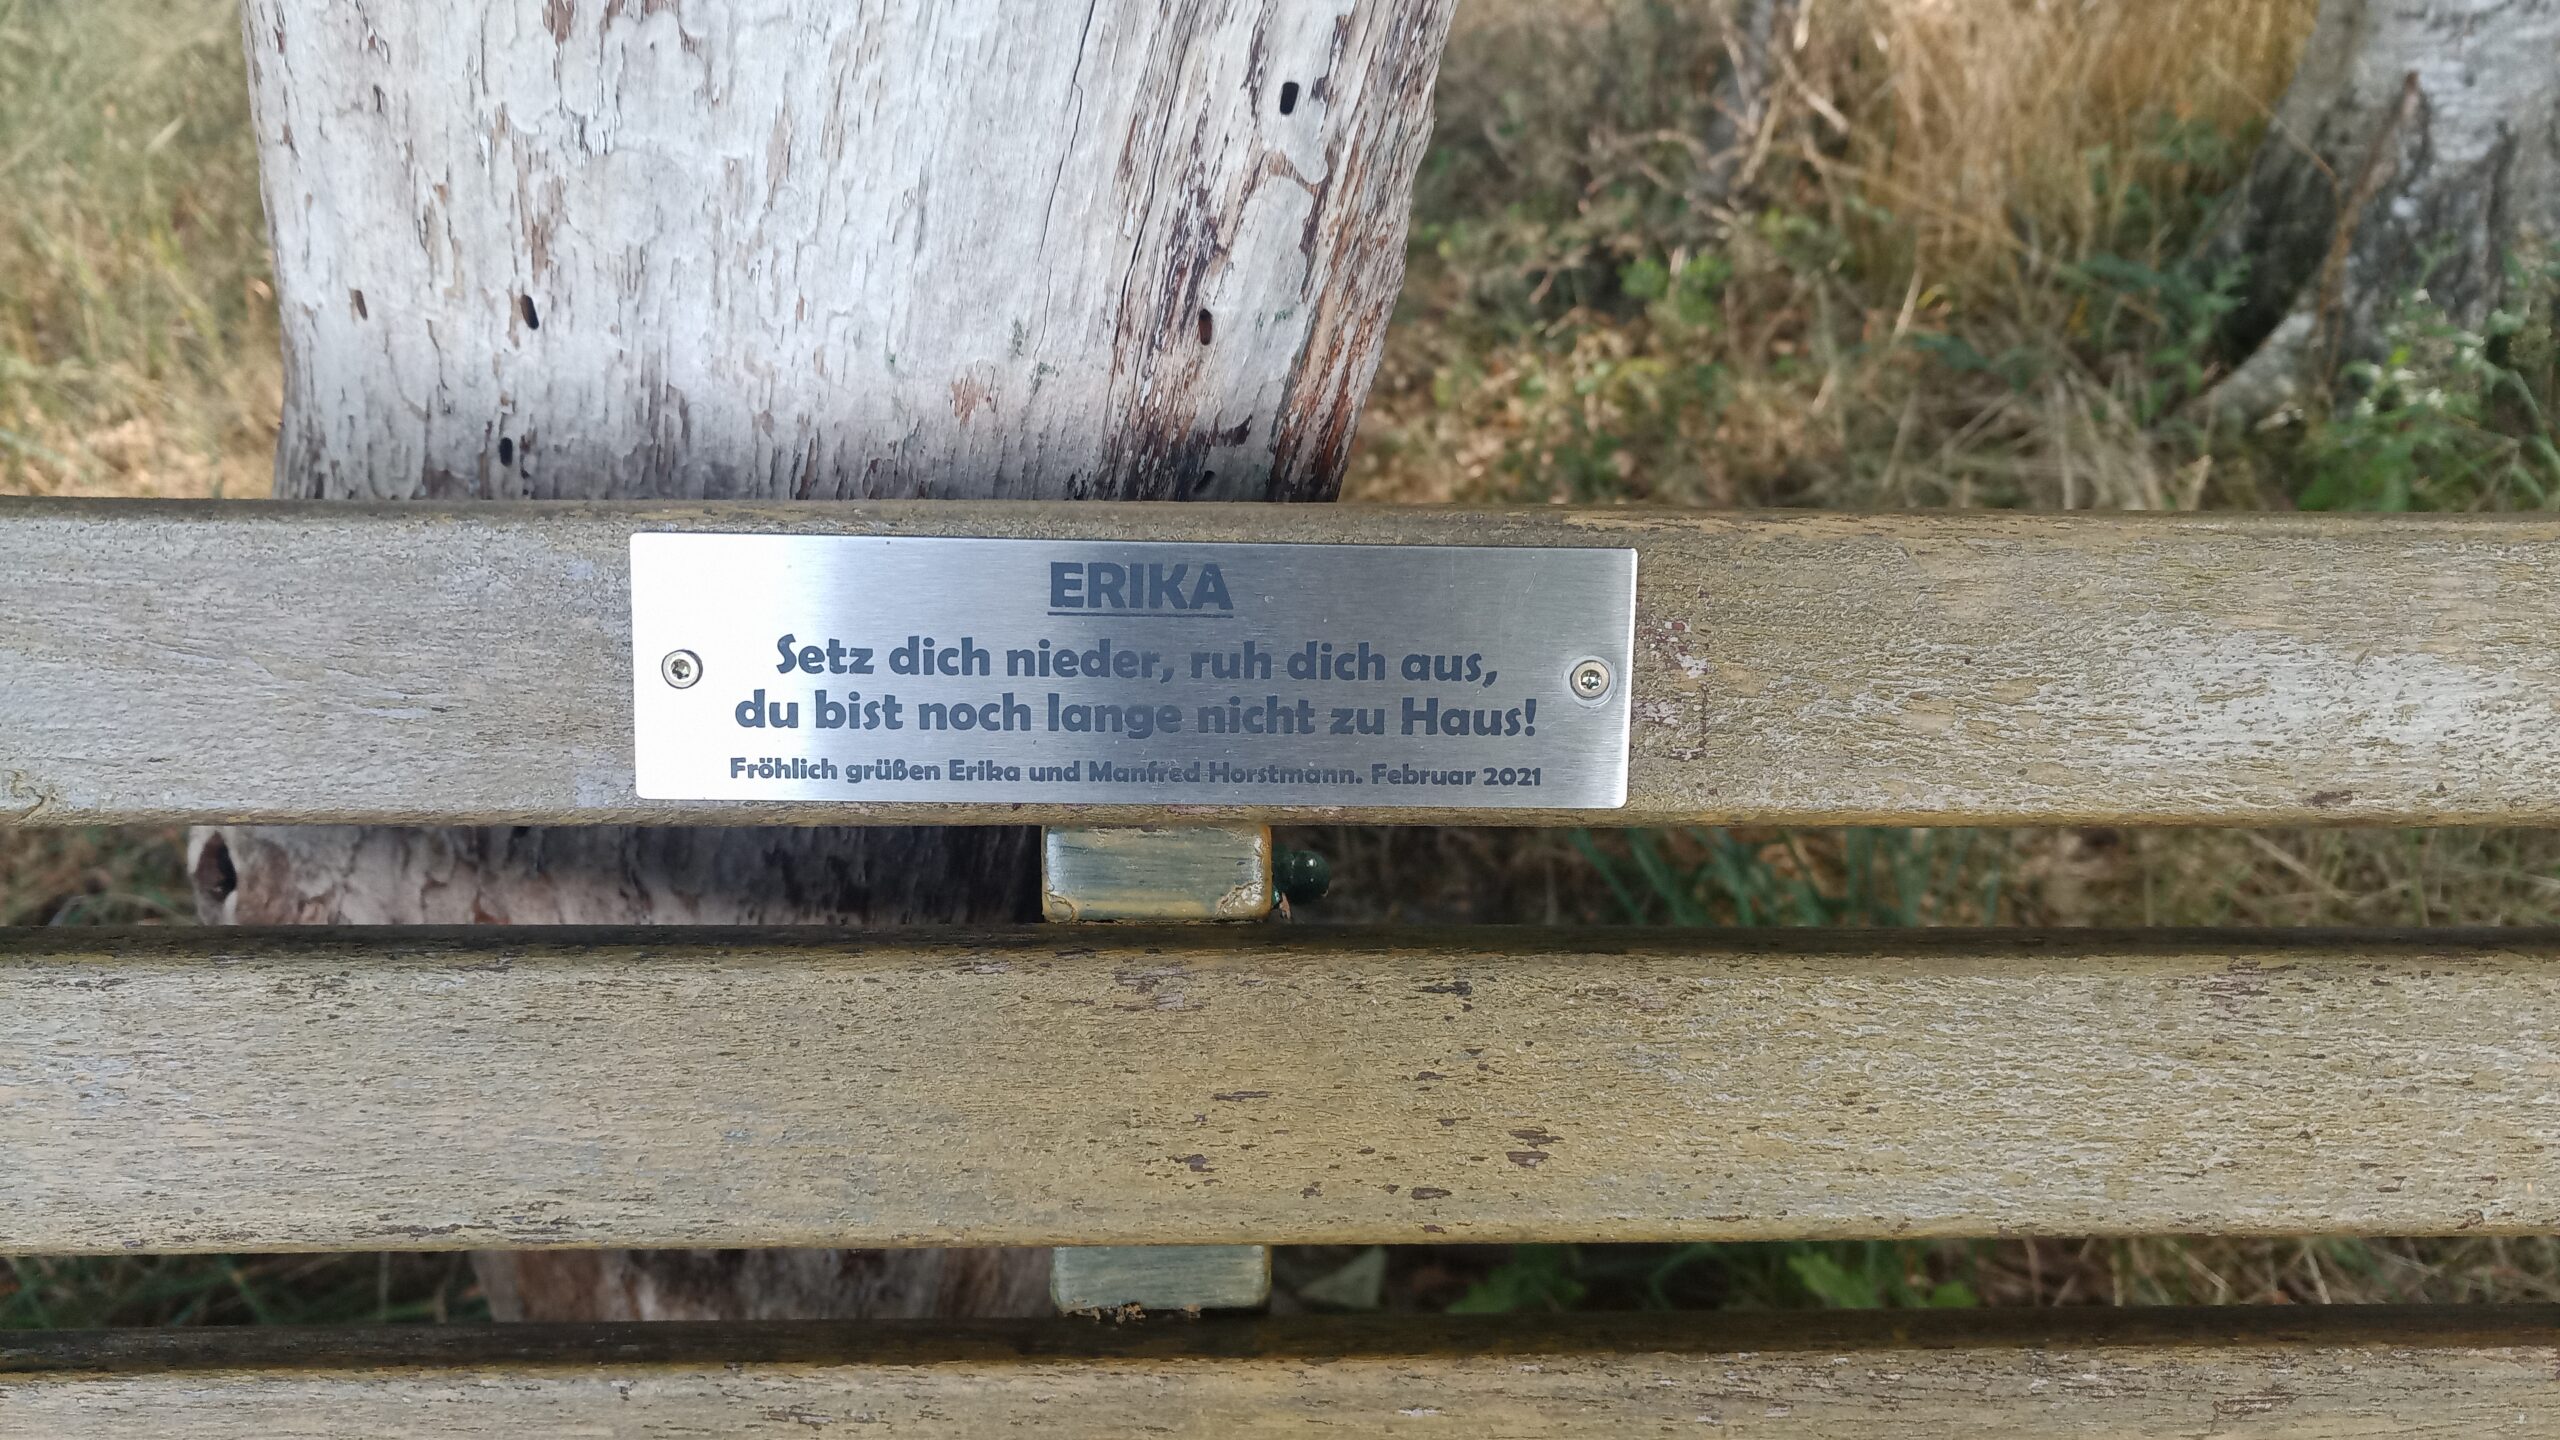 ERIKA
Setz dich nieder, ruh dich aus,
du bist noch lange nicht zu Haus!
Fröhlich grüßen Erika und Manfred Horstmann. Februar 2021